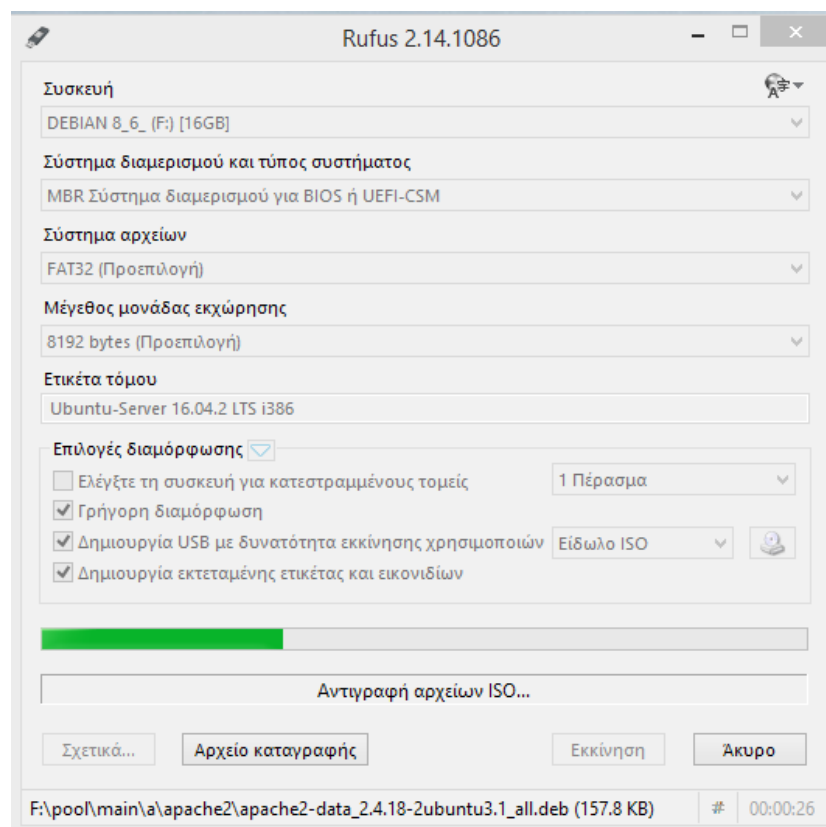 Rufus 2.14.1086
Συσκευή
DEBIAN 8_6_ (F:) [16GB]
Σύστημα διαμερισμού και τύπος συστήματος
MBR Σύστημα διαμερισμού για BIOS ή UEFI-CSM
Σύστημα αρχείων
FAT32 (Προεπιλογή)
Μέγεθος μονάδας εκχώρησης
8192 bytes (Προεπιλογή)
Ετικέτα τόμου
Ubuntu-Server 16.04.2 LTS i386
Επιλογές διαμόρφωσης
Ελέγξτε τη συσκευή για κατεστραμμένους τομείς 1 Πέρασμα
Γρήγορη διαμόρφωση
Δημιουργία USB με δυνατότητα εκκίνησης χρησιμοποιών Είδωλο ISO
Δημιουργία εκτεταμένης ετικέτας και εικονιδίων
Αντιγραφή αρχείων ISO...
Σχετικά... Αρχείο καταγραφής Εκκίνηση Άκυρο
F:\pool\main\a\apache2\apache2-data_2.4.18-2ubuntu3.1_all.deb (157.8 KB) # 00:00:26